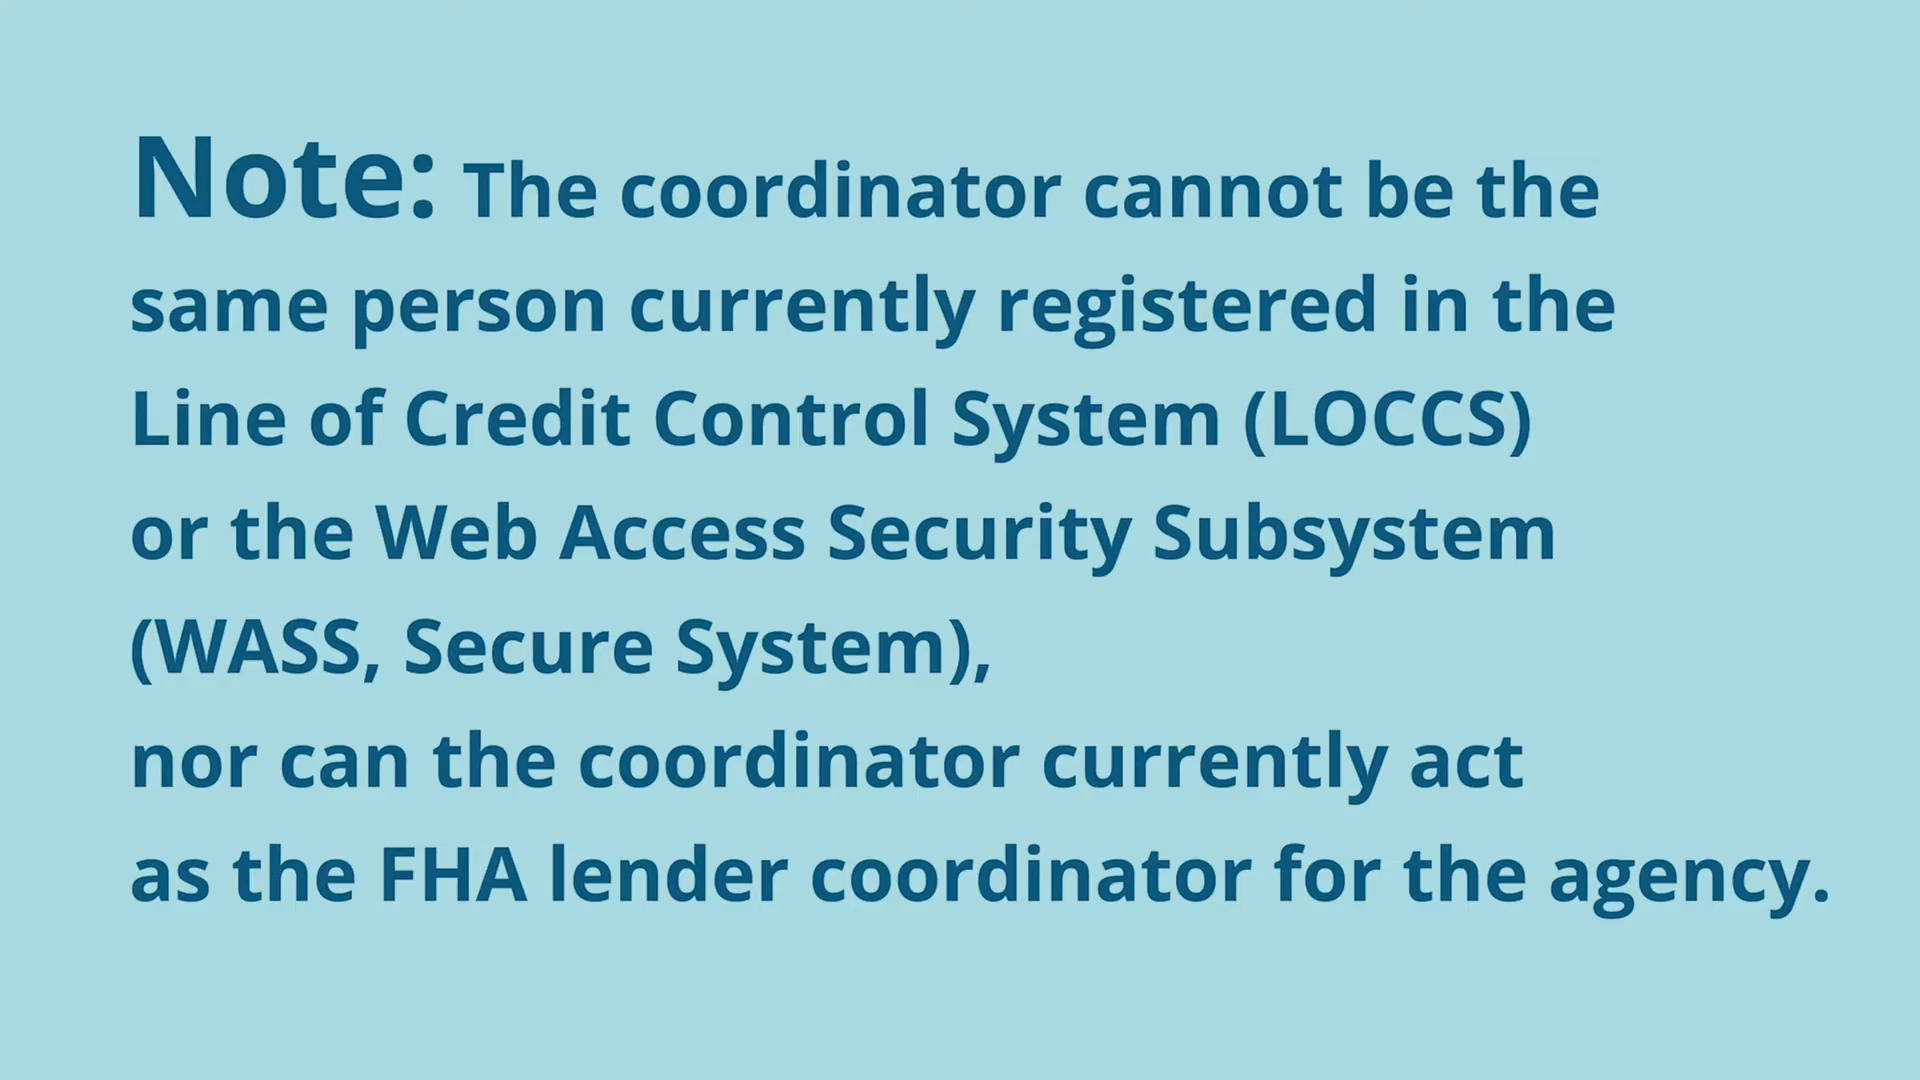 Note: The coordinator cannot be the
same person currently registered in the
Line of Credit Control System (LOCCS)
or the Web Access Security Subsystem
(WASS, Secure System),
nor can the coordinator currently act
as the FHA lender coordinator for the agency.